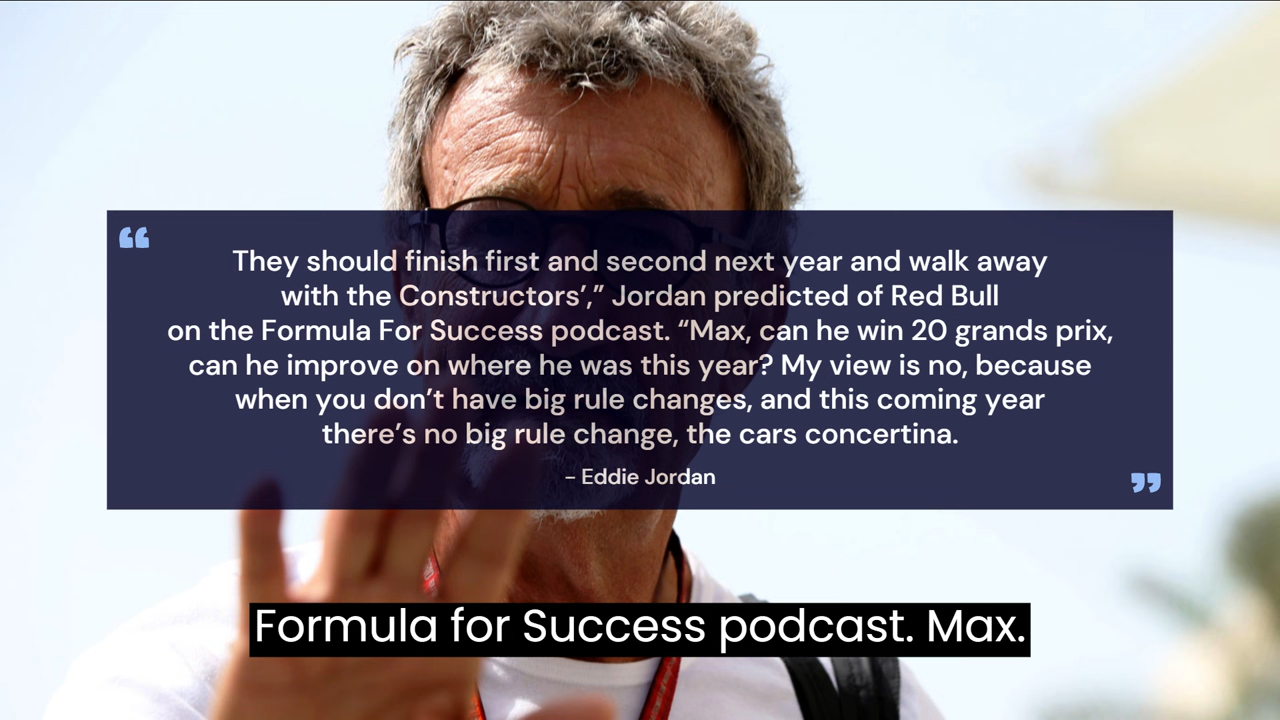 “
They should finish first and second next year and walk away
with the Constructors’,” Jordan predicted of Red Bull
on the Formula For Success podcast. “Max, can he win 20 grands prix,
can he improve on where he was this year? My view is no, because
when you don’t have big rule changes, and this coming year
there’s no big rule change, the cars concertina.
– Eddie Jordan
”
Formula for Success podcast. Max.